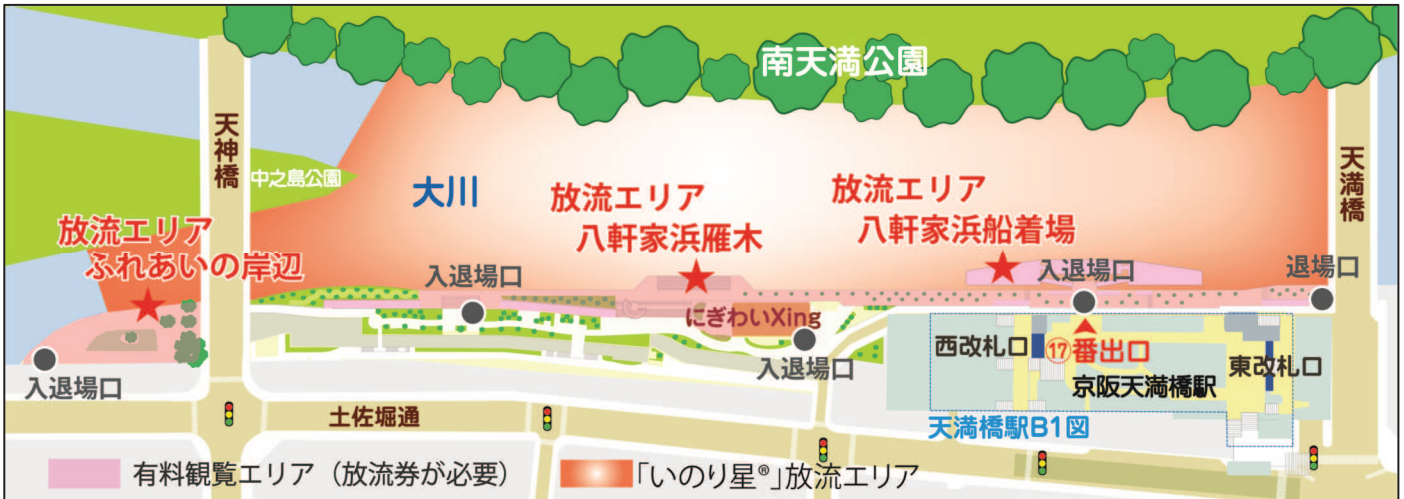 南天満公園
天神橋
中之島公園
大川
天満橋
放流エリア
ふれあいの岸辺
放流エリア
八軒家浜雁木
放流エリア
八軒家浜船着場
入退場口
入退場口
退場口
にぎわいXing
入退場口
入退場口
西改札口
⑰番出口
東改札口
京阪天満橋駅
天満橋駅B1図
土佐堀通
有料観覧エリア（放流券が必要）
「いのり星®」放流エリア